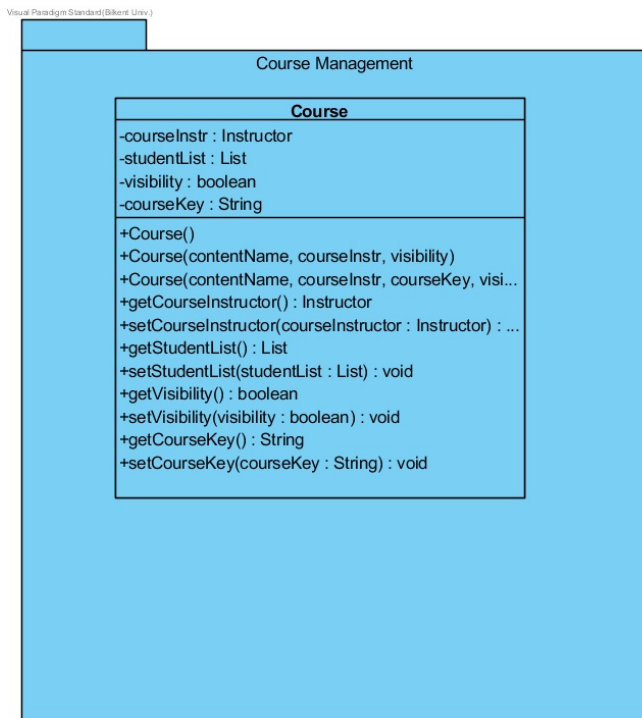 Visual Paradigm Standard(Bilkent Univ.)
Course Management
Course
-courseInstr : Instructor
-studentList : List
-visibility : boolean
-courseKey : String
+Course()
+Course(contentName, courseInstr, visibility)
+Course(contentName, courseInstr, courseKey, visi...
+getCourseInstructor() : Instructor
+setCourseInstructor(courseInstructor : Instructor) : ...
+getStudentList() : List
+setStudentList(studentList : List) : void
+getVisibility() : boolean
+setVisibility(visibility : boolean) : void
+getCourseKey() : String
+setCourseKey(courseKey : String) : void